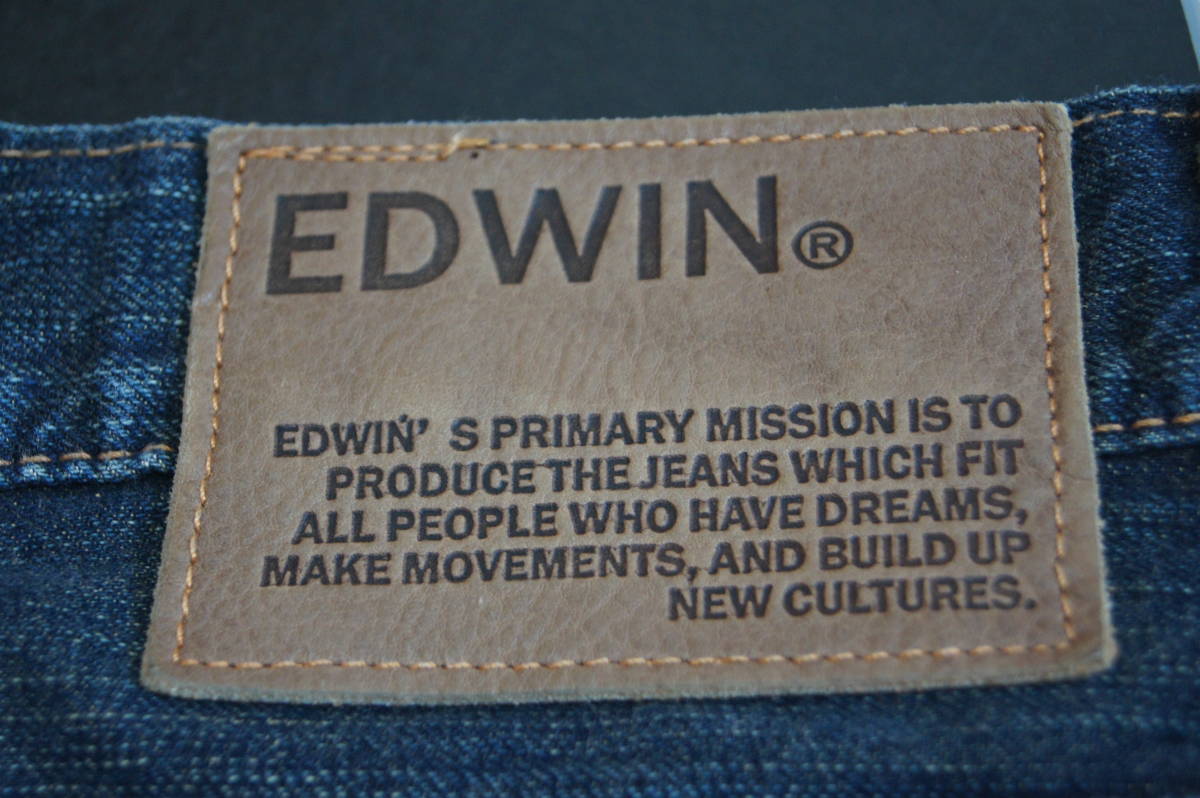 EDWIN®
EDWIN' S PRIMARY MISSION IS TO
PRODUCE THE JEANS WHICH FIT
ALL PEOPLE WHO HAVE DREAMS,
MAKE MOVEMENTS, AND BUILD UP
NEW CULTURES.